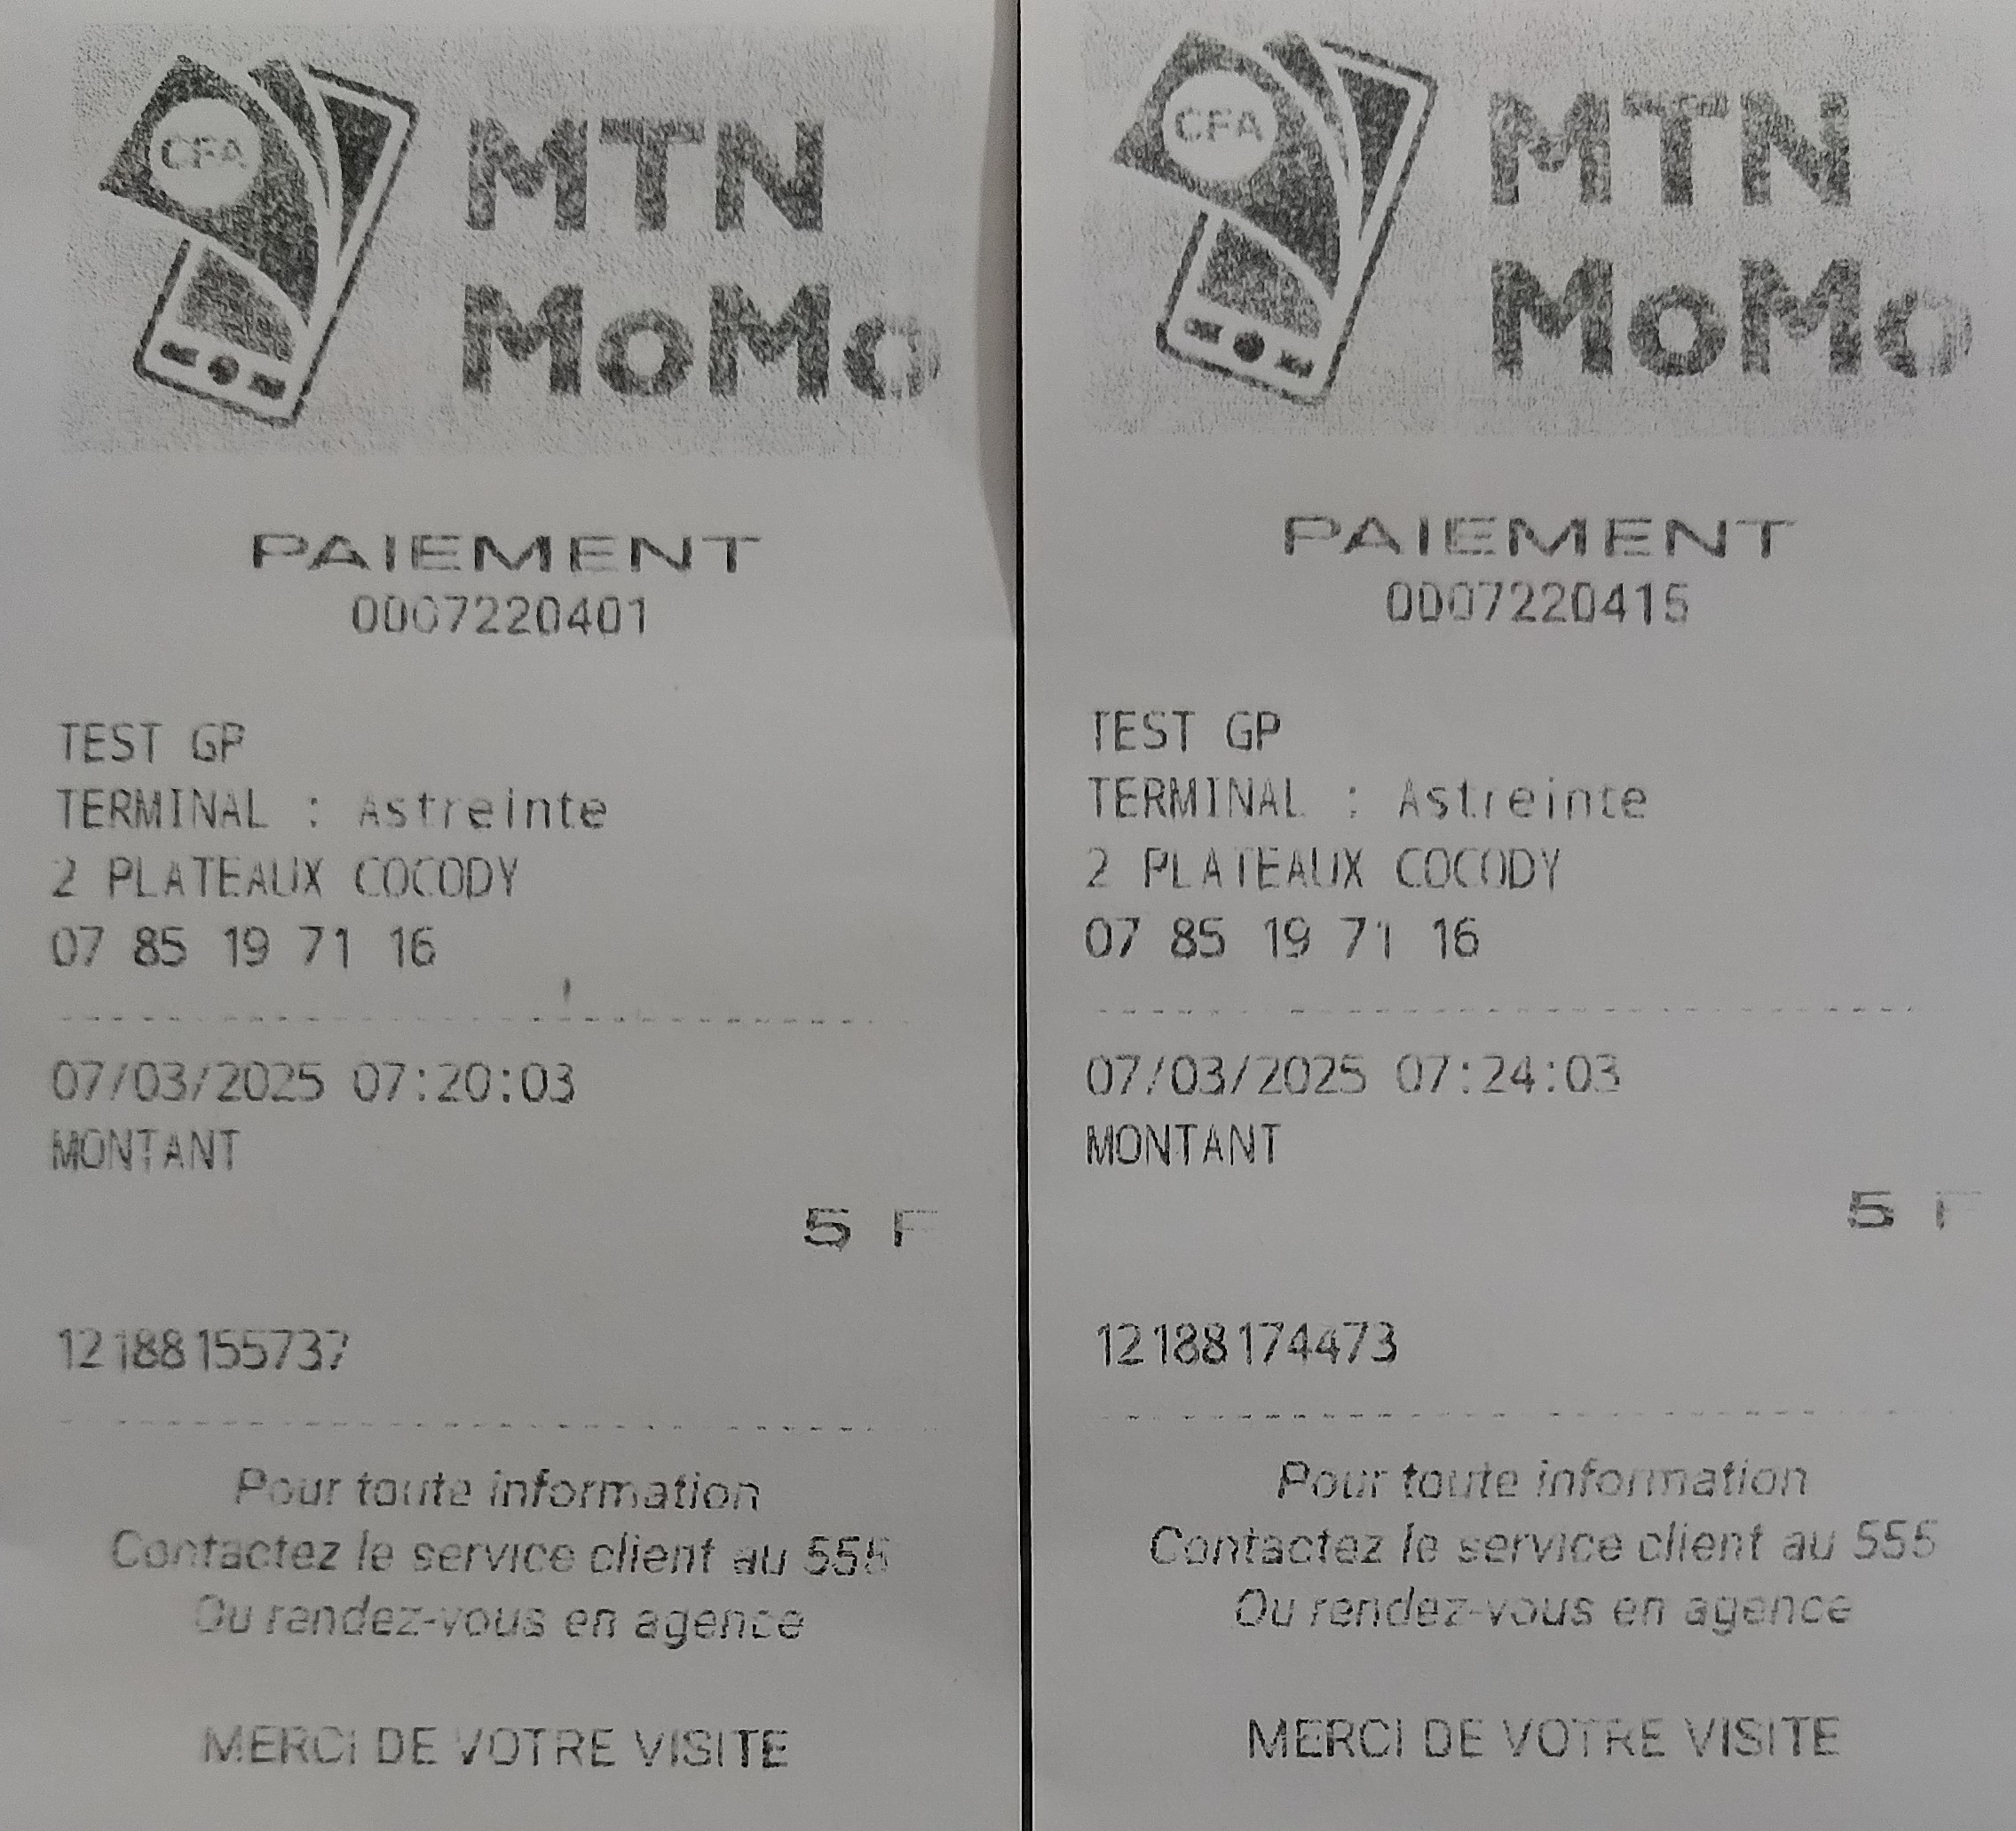 CFA
MTN
MoMo
PAIEMENT
0007220401
TEST GP
TERMINAL : Astreinte
2 PLATEAUX COCODY
07 85 19 71 16
07/03/2025 07:20:03
MONTANT
5 F
12188155737
Pour toute information
Contactez le service client au 555
Ou rendez-vous en agence
MERCI DE VOTRE VISITE
CFA
MTN
MoMo
PAIEMENT
0007220415
TEST GP
TERMINAL : Astreinte
2 PLATEAUX COCODY
07 85 19 71 16
07/03/2025 07:24:03
MONTANT
5 F
12188174473
Pour toute information
Contactez le service client au 555
Ou rendez-vous en agence
MERCI DE VOTRE VISITE